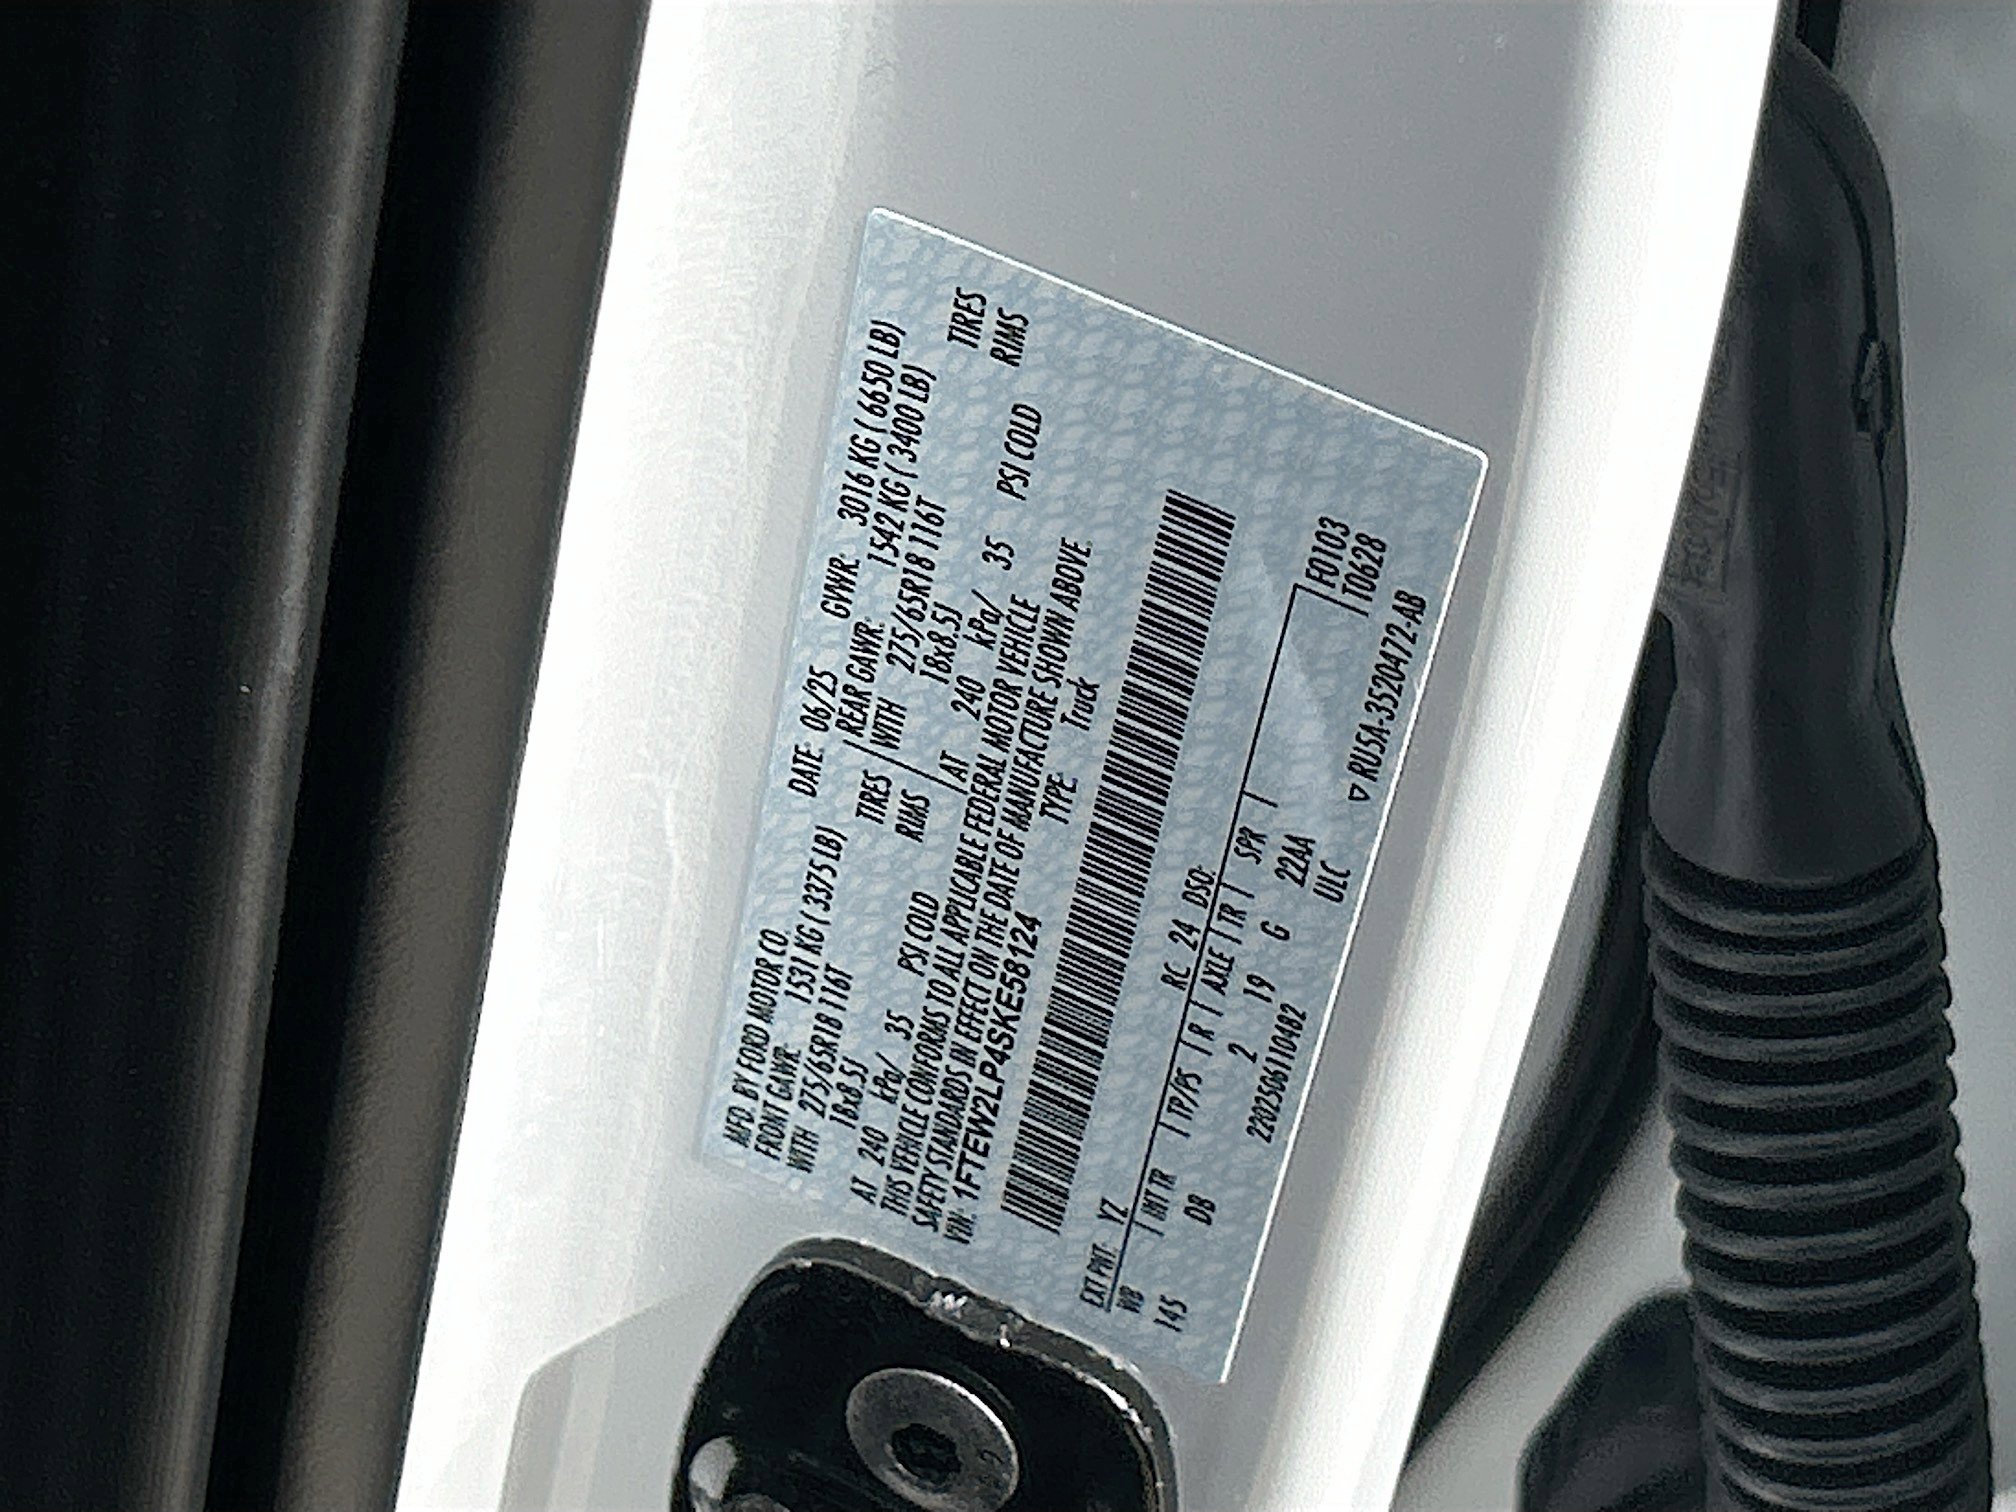 MFD. BY FORD MOTOR CO. DATE: 06/25 GVWR: 3016 KG ( 6650 LB)
FRONT GAWR: 1531 KG ( 3375 LB) REAR GAWR: 1542 KG ( 3400 LB)
WITH 275/65R18 116T TIRES WITH 275/65R18 116T TIRES
18x8.5J RIMS 18x8.5J RIMS
AT 240 kPa/ 35 PSI COLD AT 240 kPa/ 35 PSI COLD
THIS VEHICLE CONFORMS TO ALL APPLICABLE FEDERAL MOTOR VEHICLE
SAFETY STANDARDS IN EFFECT ON THE DATE OF MANUFACTURE SHOWN ABOVE.
VIN: 1FTEW2LP4SKE58124 TYPE: Truck
EXT PNT: YZ RC: 24 DSO:
WB INT TR TP/PS R AXLE TR SPR F0103
145 DB 2 19 G 22AA T0628
2202506110482 ULC ▽ RU5A-3520472-AB